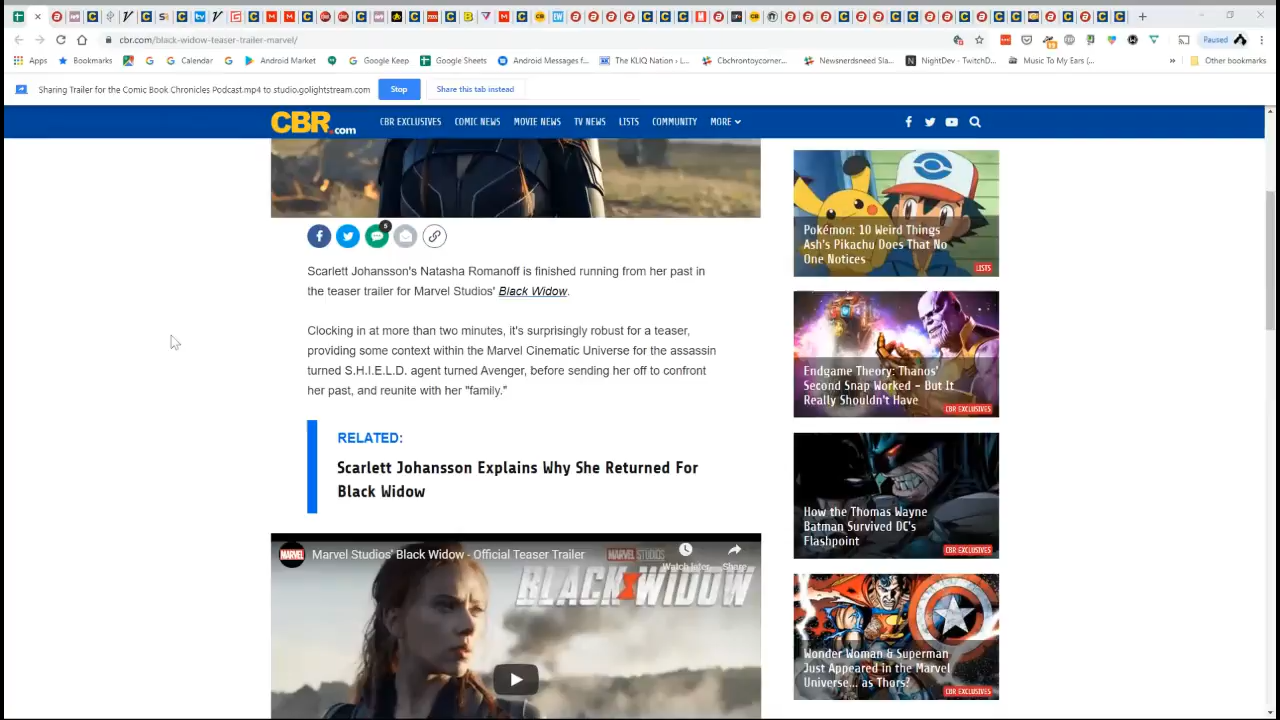 cbr.com/black-widow-teaser-trailer-marvel/
Paused
Apps
Bookmarks
Calendar
Android Market
Google Keep
Google Sheets
Android Messages f...
The KLIQ Nation › L...
Cbchrontoycorner...
Newsnerdsneed Sla...
NightDev – TwitchD...
Music To My Ears (...
»
Other bookmarks
Sharing Trailer for the Comic Book Chronicles Podcast.mp4 to studio.golightstream.com
Stop
Share this tab instead
CBR.com
CBR EXCLUSIVES
COMIC NEWS
MOVIE NEWS
TV NEWS
LISTS
COMMUNITY
MORE
5
Scarlett Johansson's Natasha Romanoff is finished running from her past in
the teaser trailer for Marvel Studios' Black Widow.
Clocking in at more than two minutes, it's surprisingly robust for a teaser,
providing some context within the Marvel Cinematic Universe for the assassin
turned S.H.I.E.L.D. agent turned Avenger, before sending her off to confront
her past, and reunite with her "family."
RELATED:
Scarlett Johansson Explains Why She Returned For
Black Widow
MARVEL
Marvel Studios' Black Widow - Official Teaser Trailer
Watch later
Share
MARVEL STUDIOS
BLACK WIDOW
Pokémon: 10 Weird Things
Ash's Pikachu Does That No
One Notices
LISTS
Endgame Theory: Thanos'
Second Snap Worked – But It
Really Shouldn't Have
CBR EXCLUSIVES
How the Thomas Wayne
Batman Survived DC's
Flashpoint
CBR EXCLUSIVES
Wonder Woman & Superman
Just Appeared in the Marvel
Universe... as Thors?
CBR EXCLUSIVES